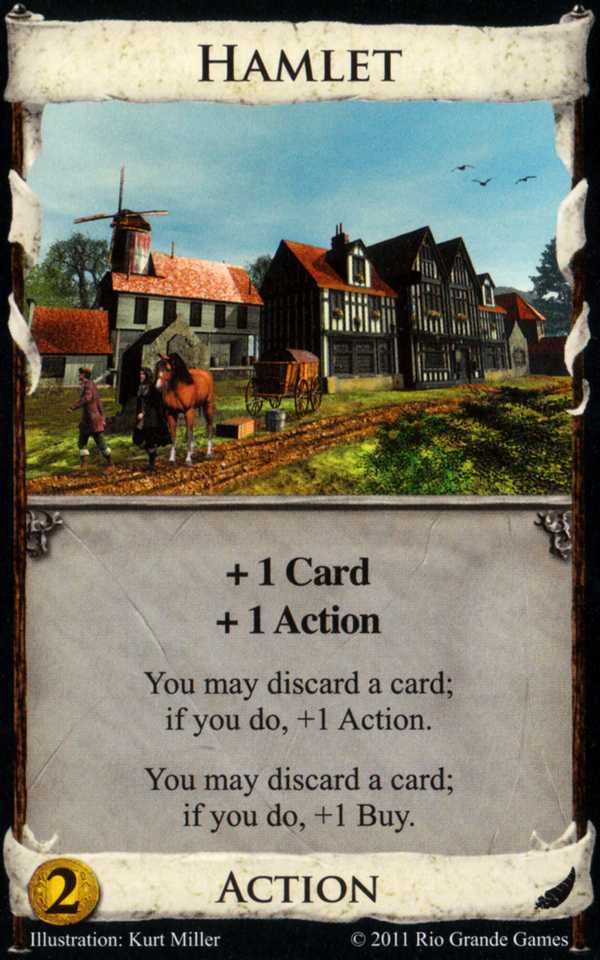 HAMLET
+ 1 Card
+ 1 Action
You may discard a card;
if you do, +1 Action.
You may discard a card;
if you do, +1 Buy.
2 ACTION
Illustration: Kurt Miller © 2011 Rio Grande Games